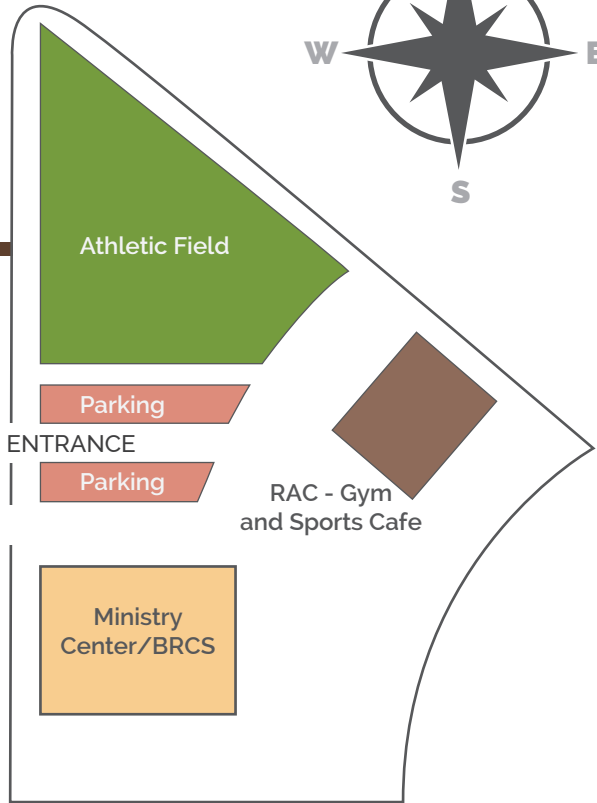 W
E
S
Athletic Field
Parking
ENTRANCE
Parking
RAC - Gym
and Sports Cafe
Ministry
Center/BRCS